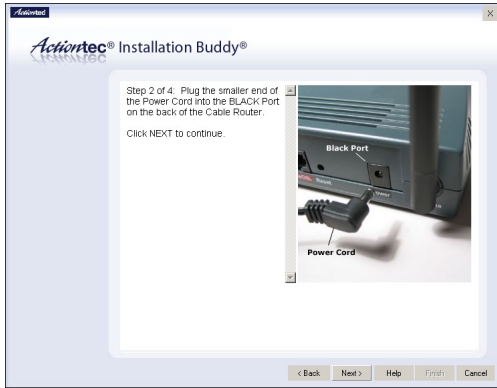 Actiontec
X
Actiontec® Installation Buddy®
Step 2 of 4: Plug the smaller end of
the Power Cord into the BLACK Port
on the back of the Cable Router.
Click NEXT to continue.
Black Port
Reset
Power
Power Cord
< Back Next > Help Finish Cancel